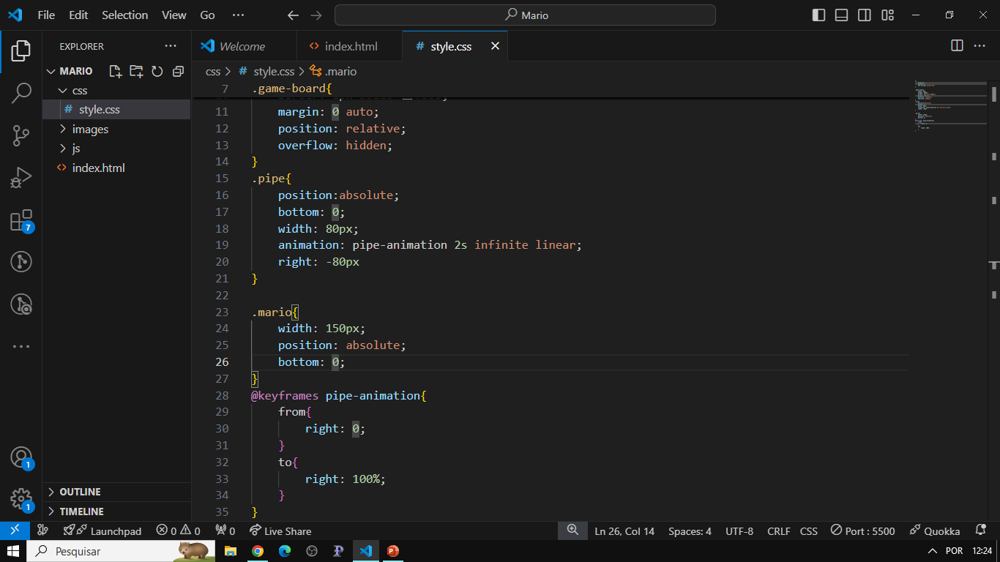 File Edit Selection View Go ··· Mario
EXPLORER ···
Welcome
index.html
# style.css
MARIO
css
# style.css
images
js
index.html
OUTLINE
TIMELINE
css > # style.css > .mario
7 .game-board{
11 margin: 0 auto;
12 position: relative;
13 overflow: hidden;
14 }
15 .pipe{
16 position:absolute;
17 bottom: 0;
18 width: 80px;
19 animation: pipe-animation 2s infinite linear;
20 right: -80px
21 }
22
23 .mario{
24 width: 150px;
25 position: absolute;
26 bottom: 0;
27 }
28 @keyframes pipe-animation{
29 from{
30 right: 0;
31 }
32 to{
33 right: 100%;
34 }
35 }
7
1
1
Launchpad 0 0 0 Live Share Ln 26, Col 14 Spaces: 4 UTF-8 CRLF CSS Port : 5500 Quokka
Pesquisar POR 12:24